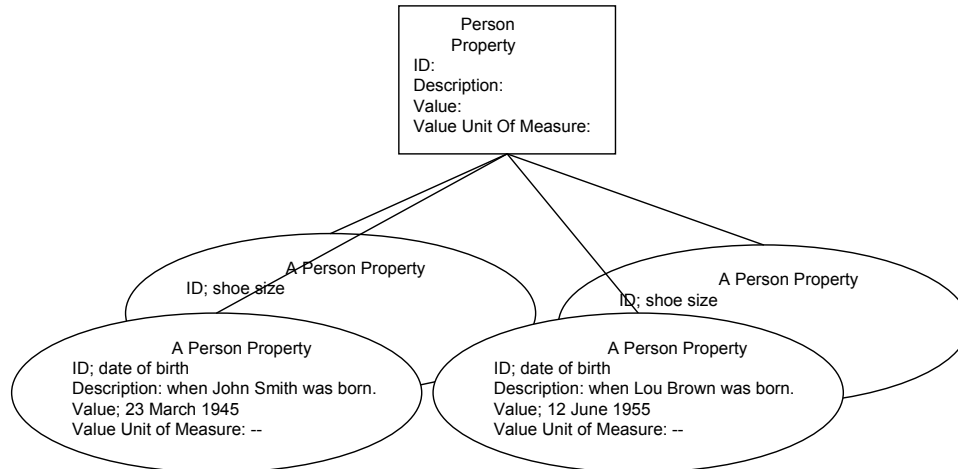 Person
Property
ID:
Description:
Value:
Value Unit Of Measure:
A Person Property
ID; shoe size
A Person Property
ID; shoe size
A Person Property
ID; date of birth
Description: when John Smith was born.
Value; 23 March 1945
Value Unit of Measure: --
A Person Property
ID; date of birth
Description: when Lou Brown was born.
Value; 12 June 1955
Value Unit of Measure: --